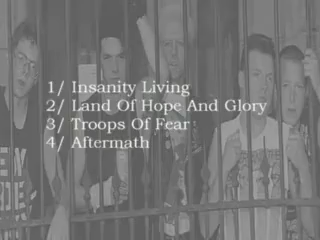 1/ Insanity Living
2/ Land Of Hope And Glory
3/ Troops Of Fear
4/ Aftermath